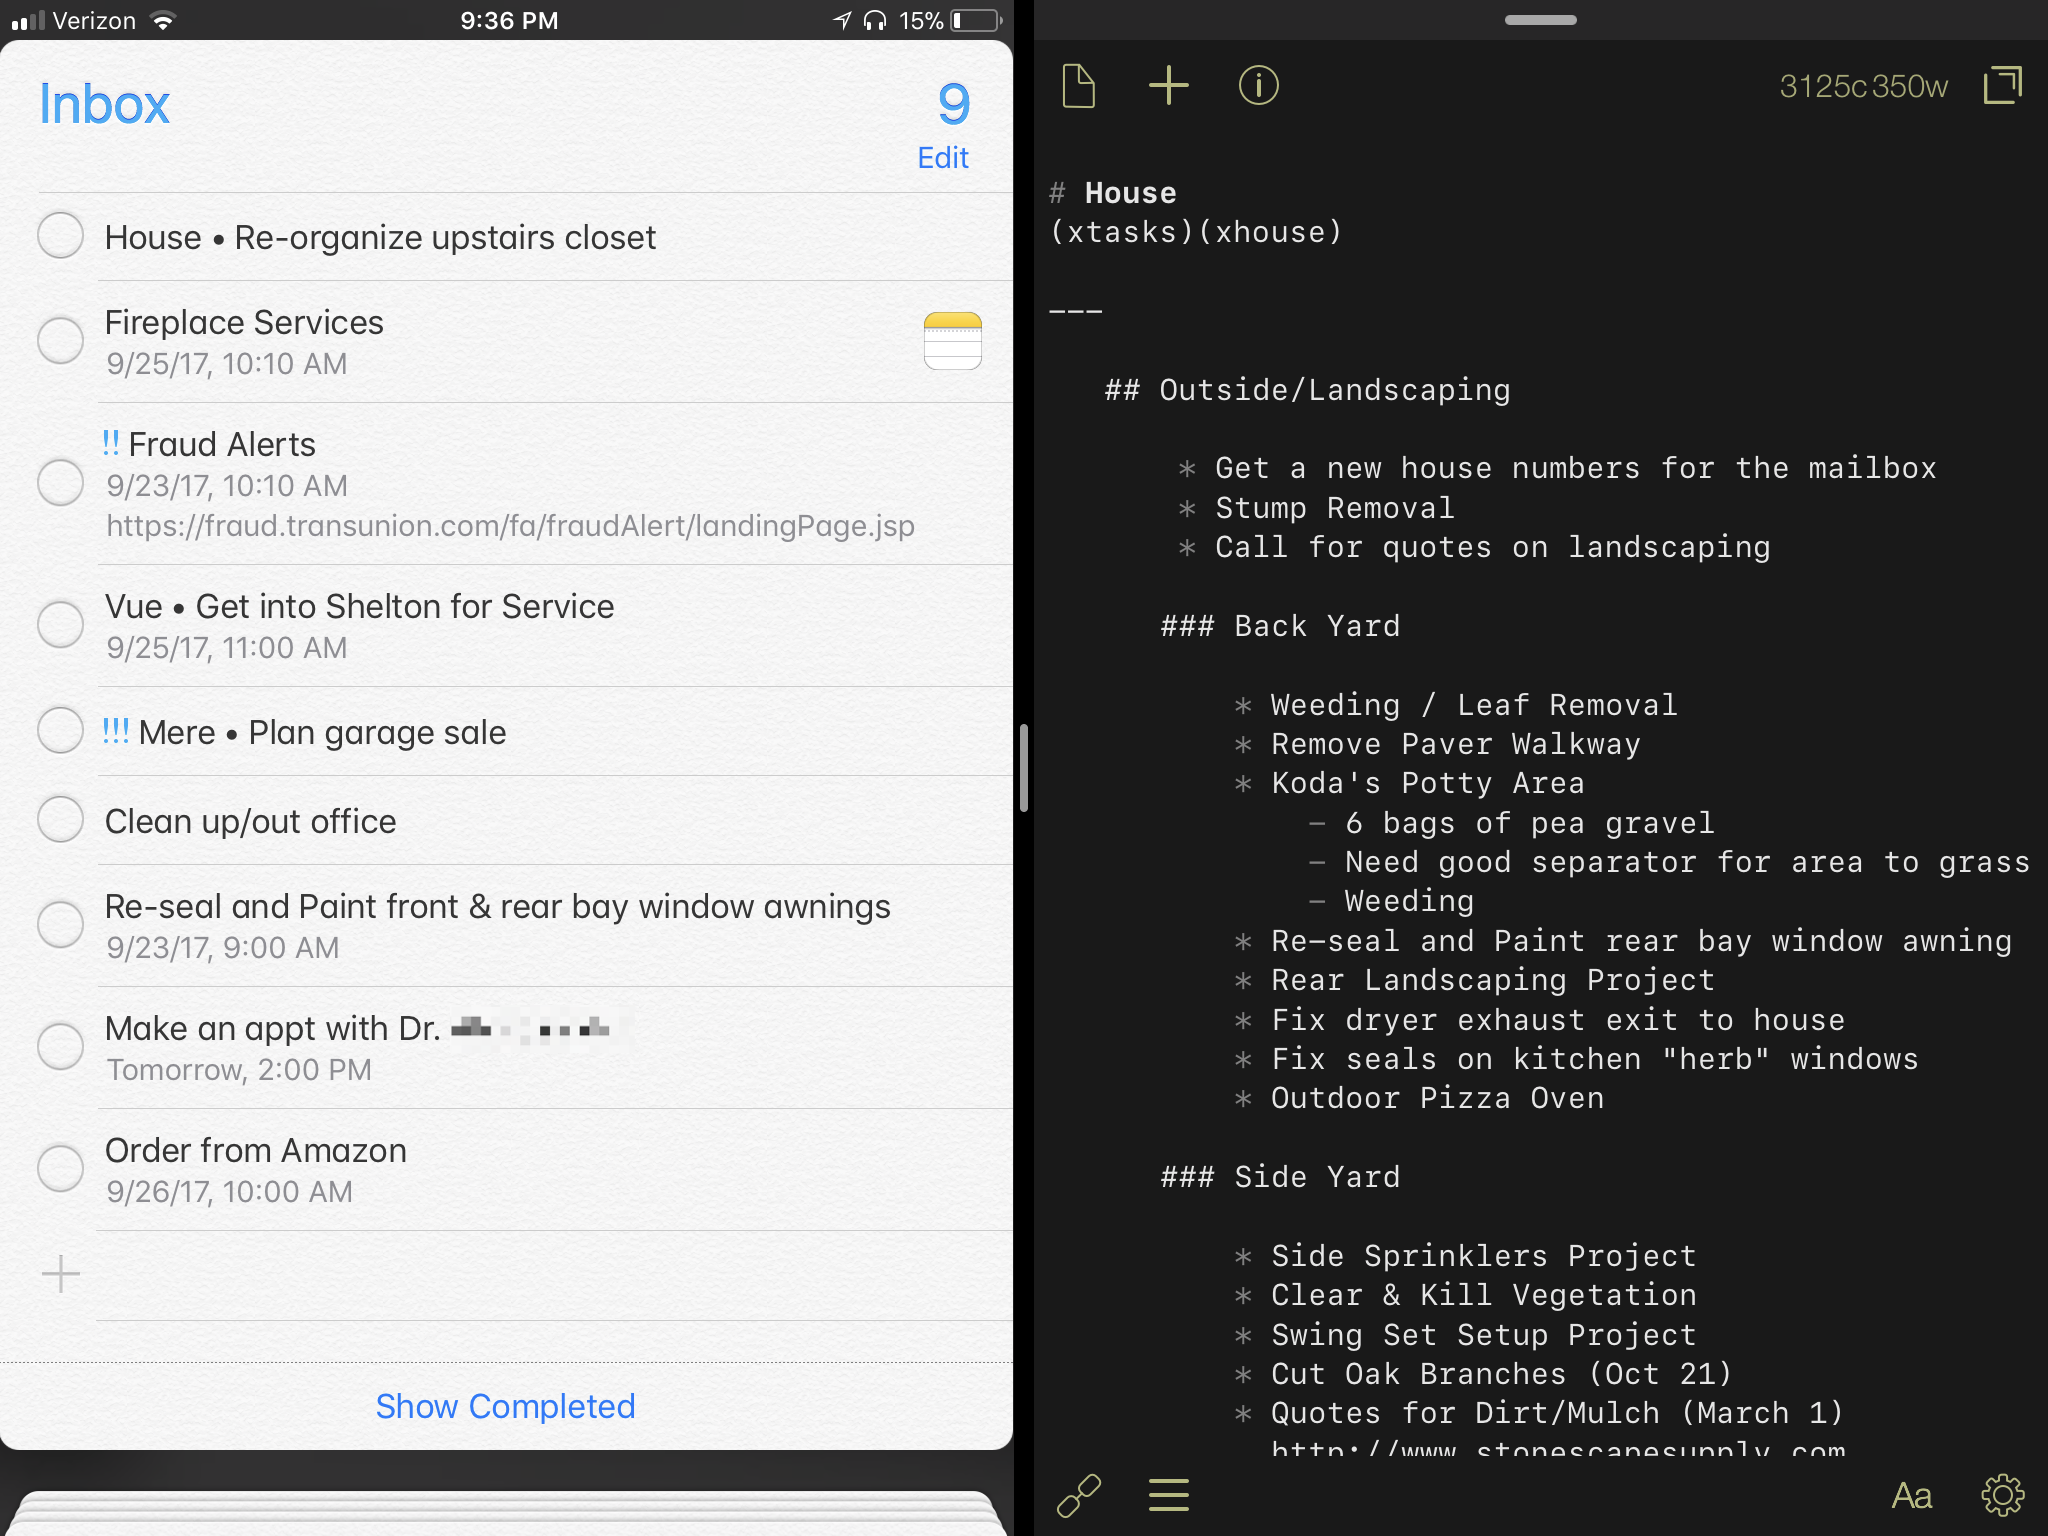 Verizon
9:36 PM
15%
Inbox
9
Edit
House • Re-organize upstairs closet
Fireplace Services
9/25/17, 10:10 AM
!! Fraud Alerts
9/23/17, 10:10 AM
https://fraud.transunion.com/fa/fraudAlert/landingPage.jsp
Vue • Get into Shelton for Service
9/25/17, 11:00 AM
!!! Mere • Plan garage sale
Clean up/out office
Re-seal and Paint front & rear bay window awnings
9/23/17, 9:00 AM
Make an appt with Dr.
Tomorrow, 2:00 PM
Order from Amazon
9/26/17, 10:00 AM
Show Completed
3125c350w
# House
(xtasks)(xhouse)
---
## Outside/Landscaping
* Get a new house numbers for the mailbox
* Stump Removal
* Call for quotes on landscaping
### Back Yard
* Weeding / Leaf Removal
* Remove Paver Walkway
* Koda's Potty Area
- 6 bags of pea gravel
- Need good separator for area to grass
- Weeding
* Re-seal and Paint rear bay window awning
* Rear Landscaping Project
* Fix dryer exhaust exit to house
* Fix seals on kitchen "herb" windows
* Outdoor Pizza Oven
### Side Yard
* Side Sprinklers Project
* Clear & Kill Vegetation
* Swing Set Setup Project
* Cut Oak Branches (Oct 21)
* Quotes for Dirt/Mulch (March 1)
http://www.stonescapesupply.com
Aa